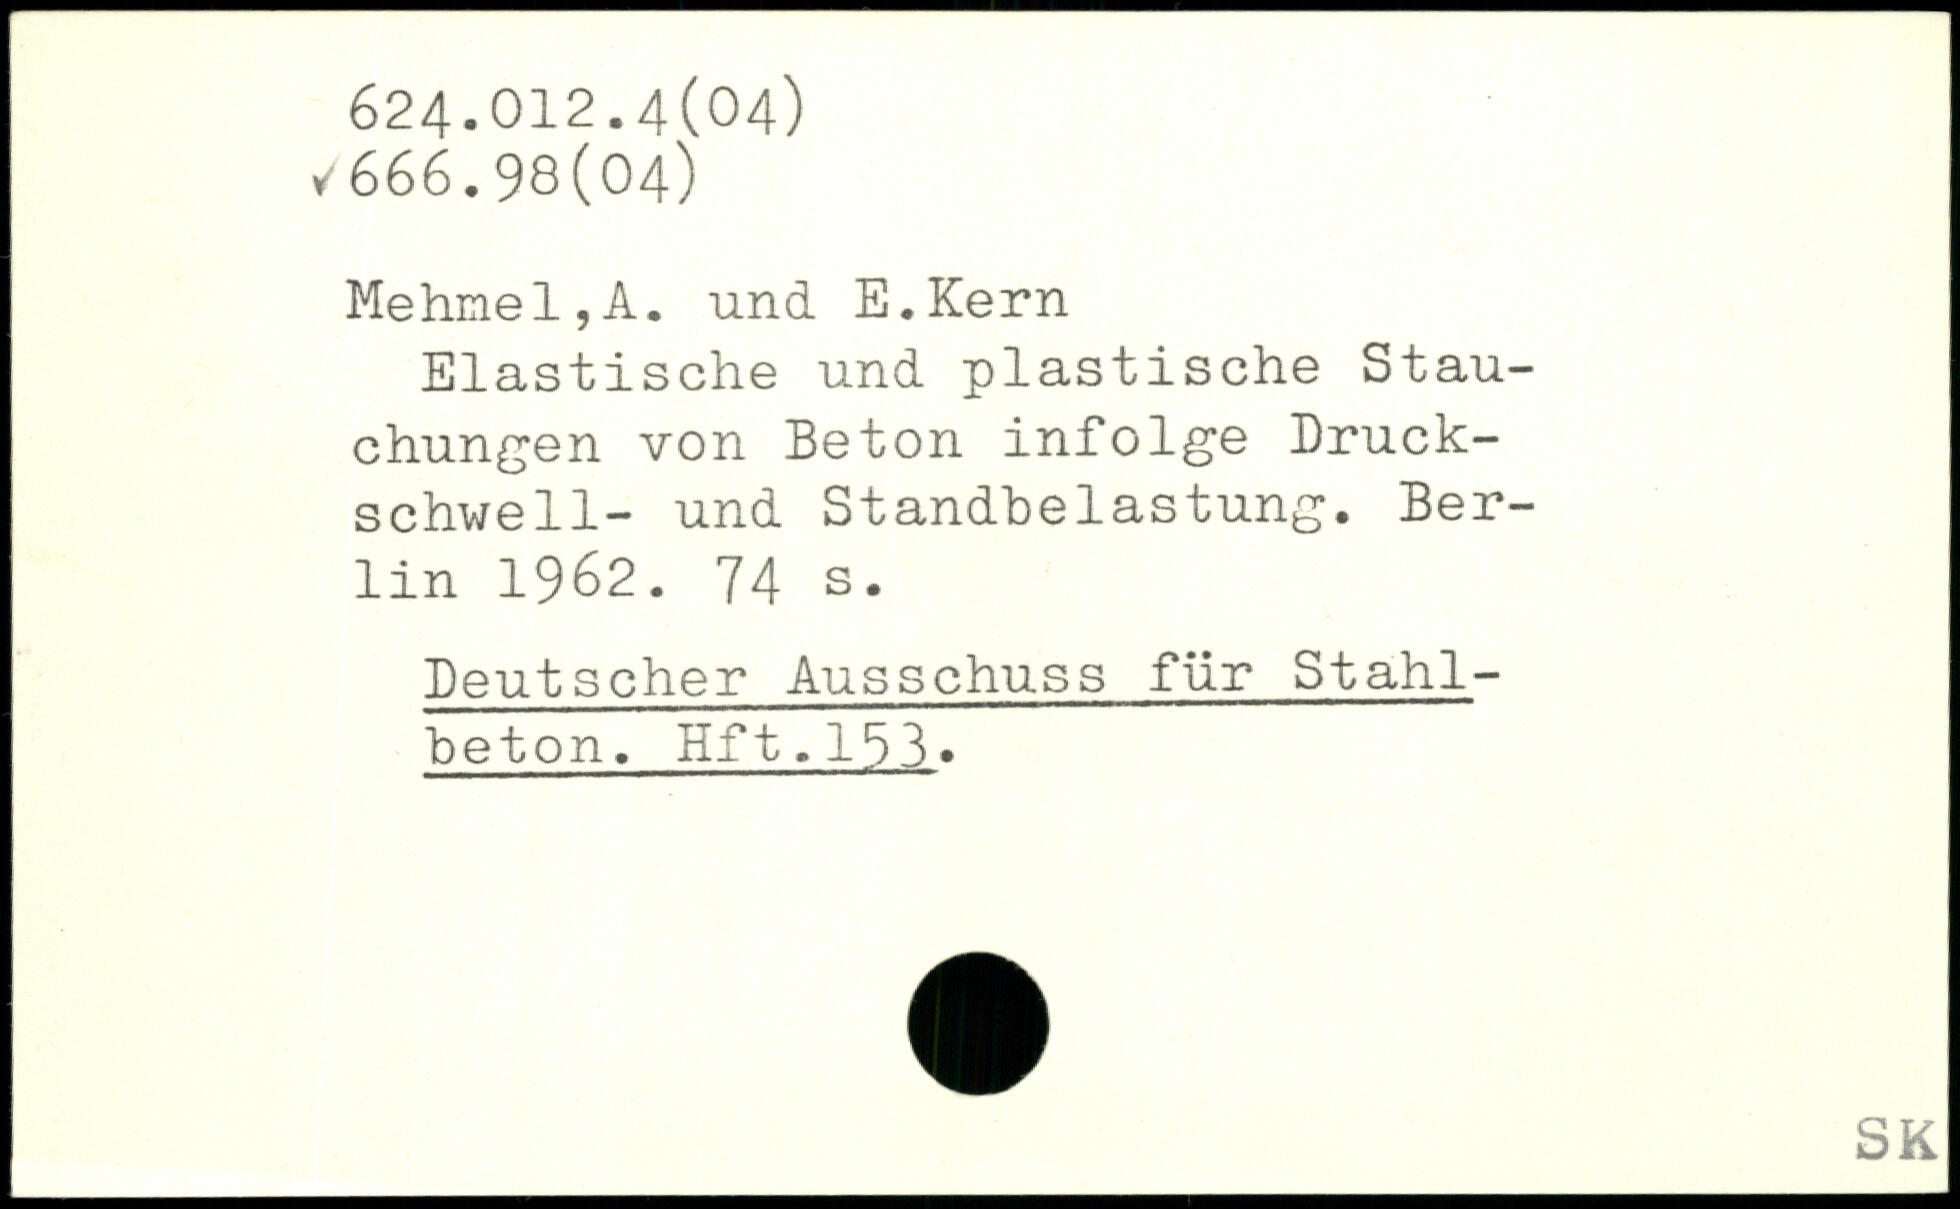 624.012.4(04)
✓666.98(04)
Mehmel,A. und E.Kern
Elastische und plastische Stau-
chungen von Beton infolge Druck-
schwell- und Standbelastung. Ber-
lin 1962. 74 s.
Deutscher Ausschuss für Stahl-
beton. Hft.153.
SK